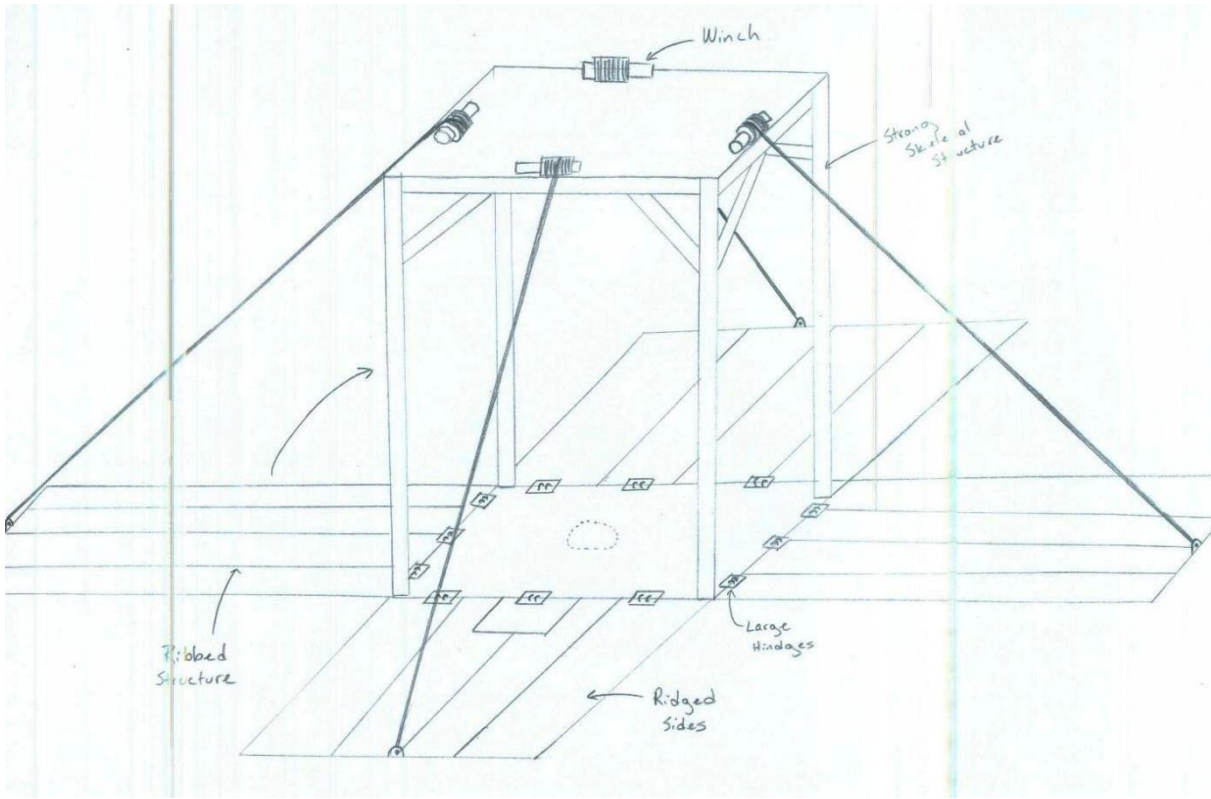 Winch
Strong
Skeletal
Structure
Ribbed
Structure
Large
Hindges
Ridged
Sides